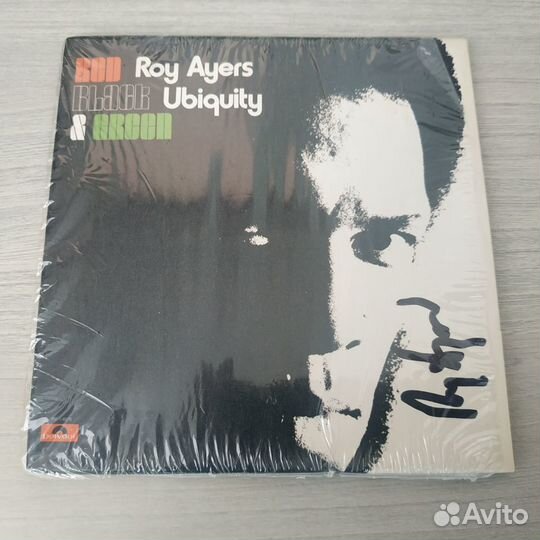 RED Roy Ayers
BLACK Ubiquity
& GREEN
polydor
Avito